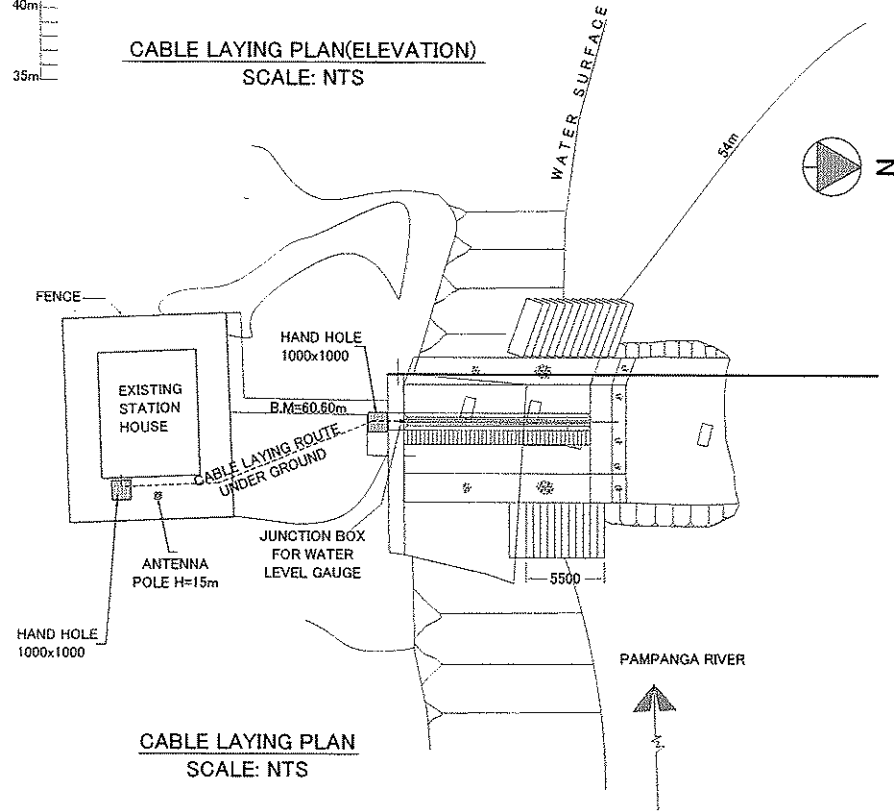 40m
35m
CABLE LAYING PLAN(ELEVATION)
SCALE: NTS
WATER SURFACE
54m
N
FENCE
HAND HOLE
1000x1000
EXISTING
STATION
HOUSE
B.M=60.60m
CABLE LAYING ROUTE
UNDER GROUND
ANTENNA
POLE H=15m
JUNCTION BOX
FOR WATER
LEVEL GAUGE
5500
HAND HOLE
1000x1000
PAMPANGA RIVER
CABLE LAYING PLAN
SCALE: NTS